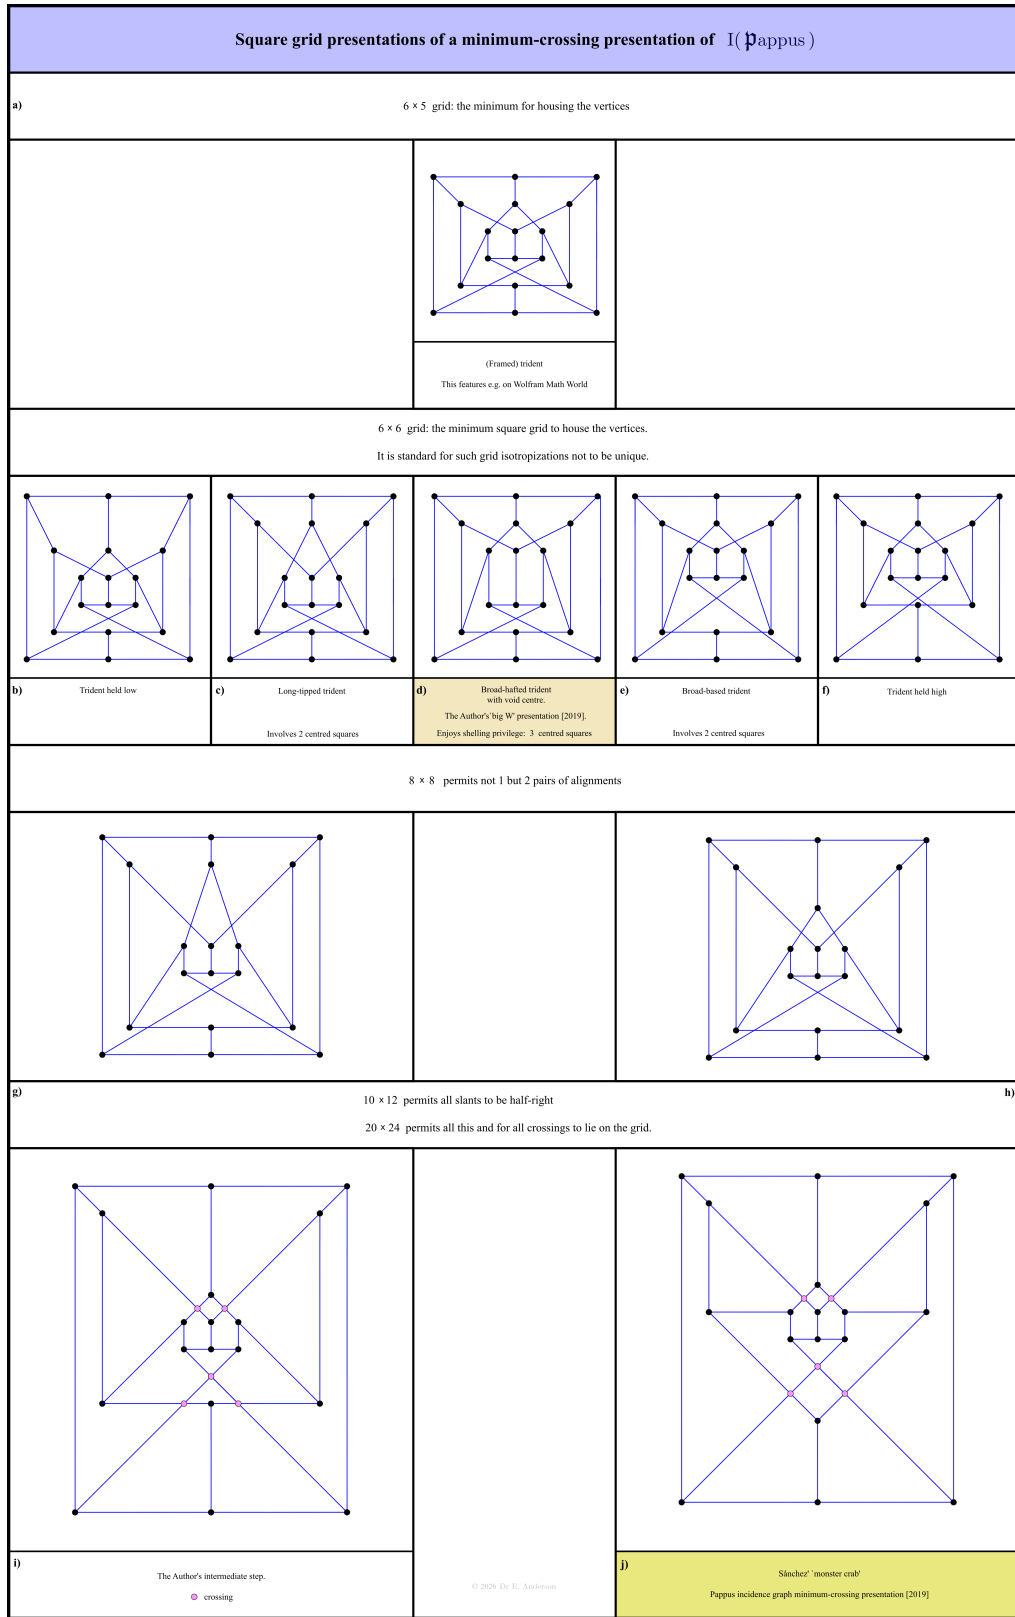 Square grid presentations of a minimum-crossing presentation of I( 𝕻appus )
a)
6 × 5 grid: the minimum for housing the vertices
(Framed) trident
This features e.g. on Wolfram Math World
6 × 6 grid: the minimum square grid to house the vertices.
It is standard for such grid isotropizations not to be unique.
b)
Trident held low
c)
Long-tipped trident
Involves 2 centred squares
d)
Broad-hafted trident
with void centre.
The Author's`big W' presentation [2019].
Enjoys shelling privilege: 3 centred squares
e)
Broad-based trident
Involves 2 centred squares
f)
Trident held high
8 × 8 permits not 1 but 2 pairs of alignments
g)
h)
10 × 12 permits all slants to be half-right
20 × 24 permits all this and for all crossings to lie on the grid.
i)
The Author's intermediate step.
crossing
© 2026 Dr E. Anderson
j)
Sánchez' `monster crab'
Pappus incidence graph minimum-crossing presentation [2019]